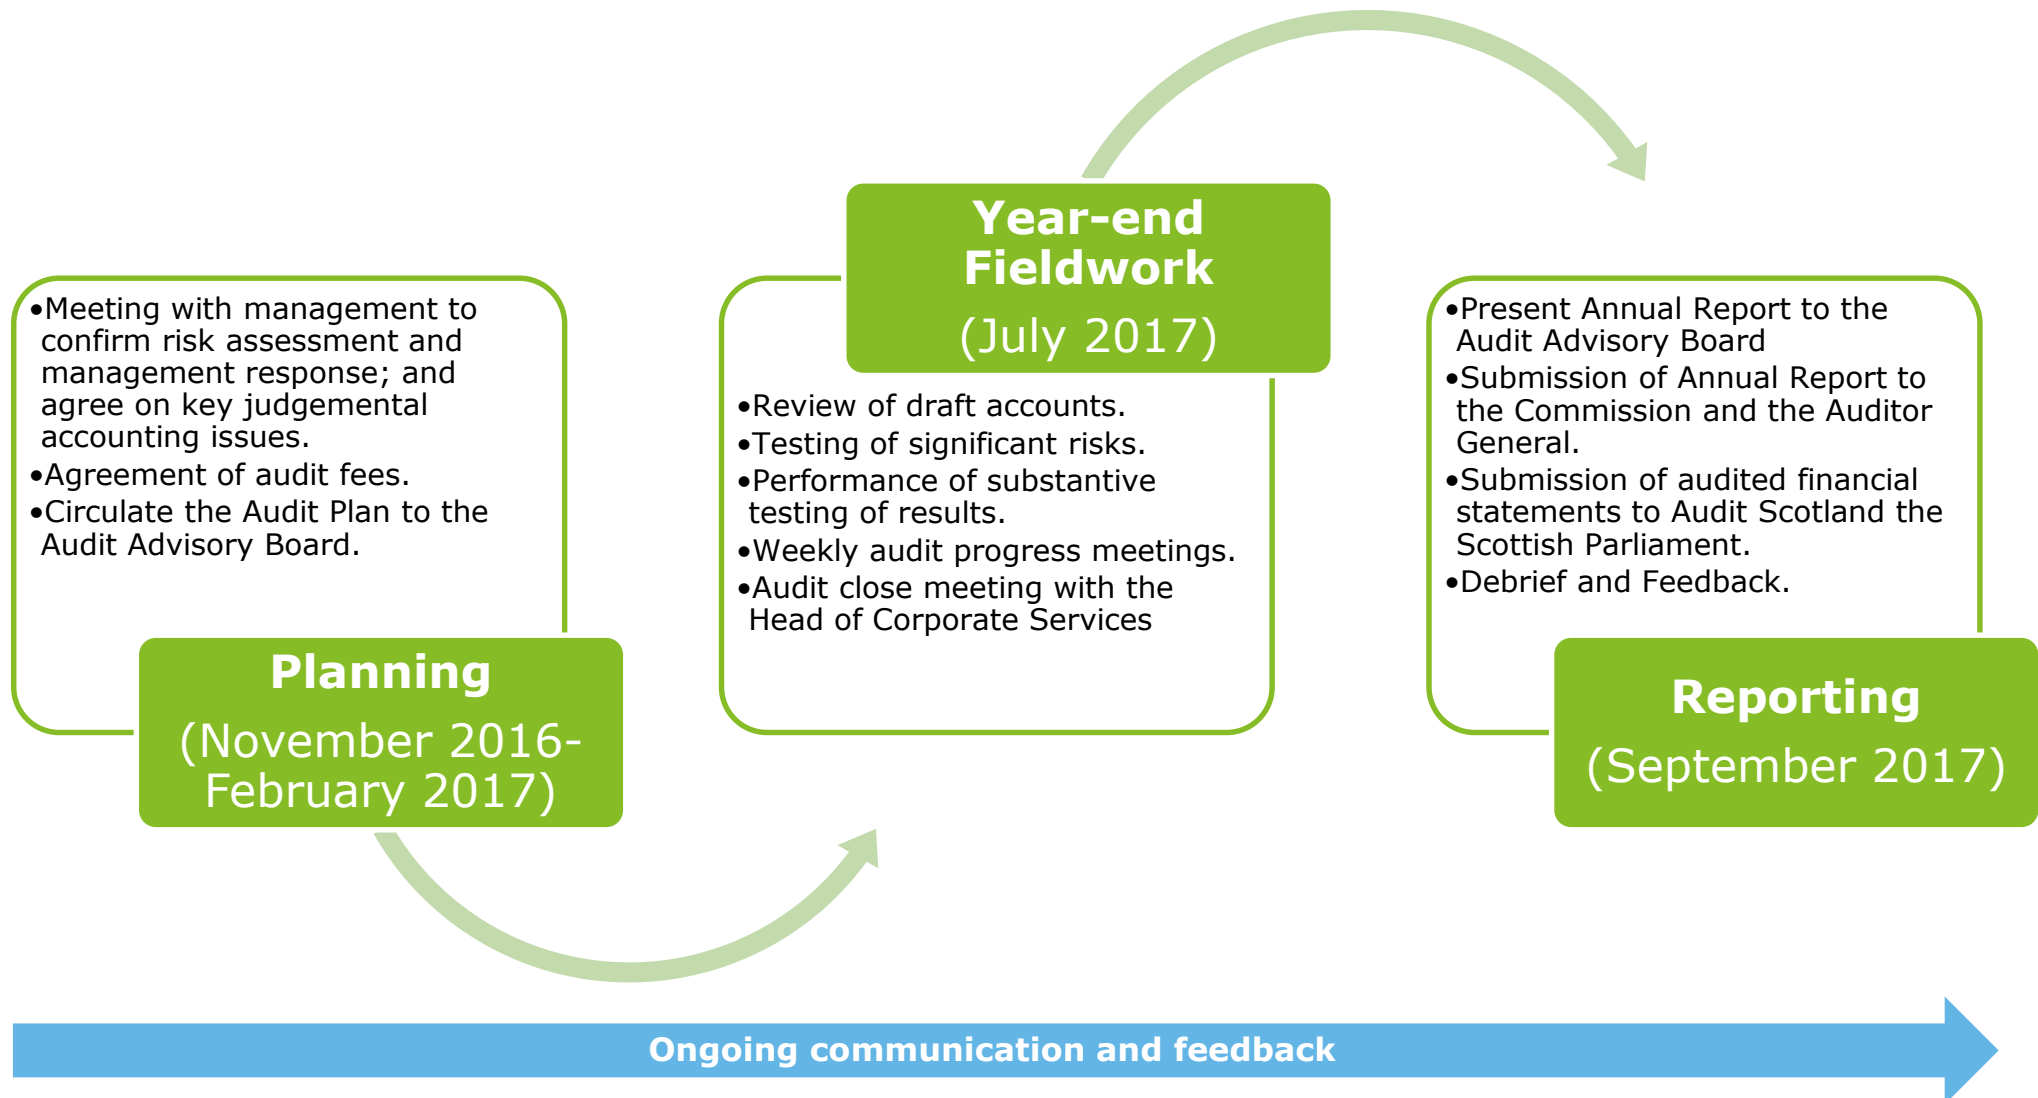 •Meeting with management to
confirm risk assessment and
management response; and
agree on key judgemental
accounting issues.
•Agreement of audit fees.
•Circulate the Audit Plan to the
Audit Advisory Board.
Planning
(November 2016-
February 2017)
Year-end
Fieldwork
(July 2017)
•Review of draft accounts.
•Testing of significant risks.
•Performance of substantive
testing of results.
•Weekly audit progress meetings.
•Audit close meeting with the
Head of Corporate Services
•Present Annual Report to the
Audit Advisory Board
•Submission of Annual Report to
the Commission and the Auditor
General.
•Submission of audited financial
statements to Audit Scotland the
Scottish Parliament.
•Debrief and Feedback.
Reporting
(September 2017)
Ongoing communication and feedback